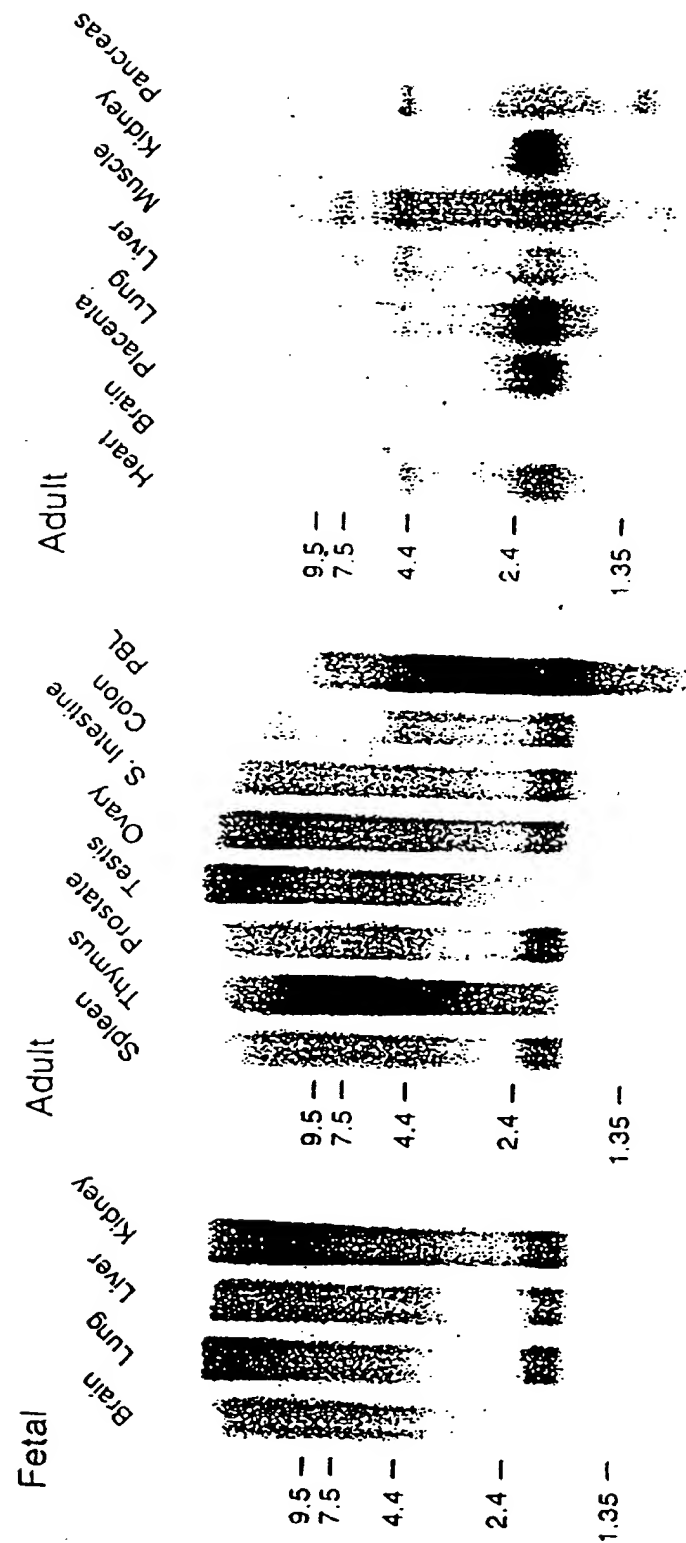 Fetal
Brain
Lung
Liver
Kidney
9.5 –
7.5 –
4.4 –
2.4 –
1.35 –
Adult
Spleen
Thymus
Prostate
Testis
Ovary
S. Intestine
Colon
PBL
9.5 –
7.5 –
4.4 –
2.4 –
1.35 –
Adult
Heart
Brain
Placenta
Lung
Liver
Muscle
Kidney
Pancreas
9.5 –
7.5 –
4.4 –
2.4 –
1.35 –